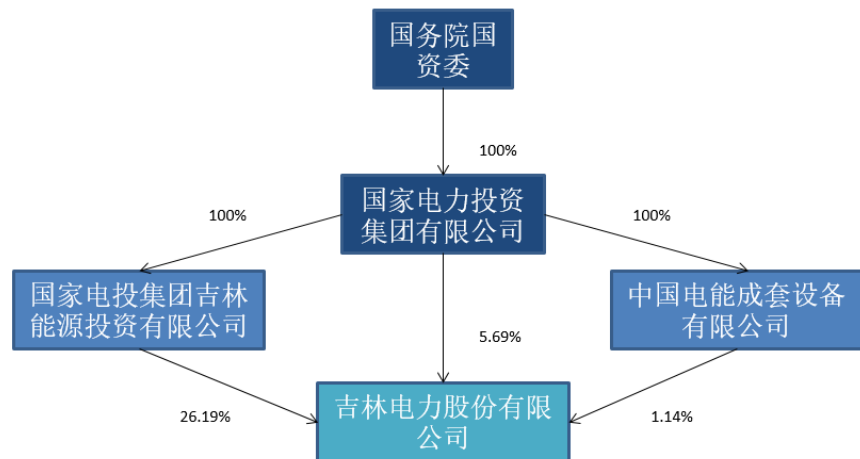 国务院国
资委
100%
国家电力投资
集团有限公司
100%
100%
国家电投集团吉林
能源投资有限公司
中国电能成套设备
有限公司
5.69%
吉林电力股份有限
公司
26.19%
1.14%